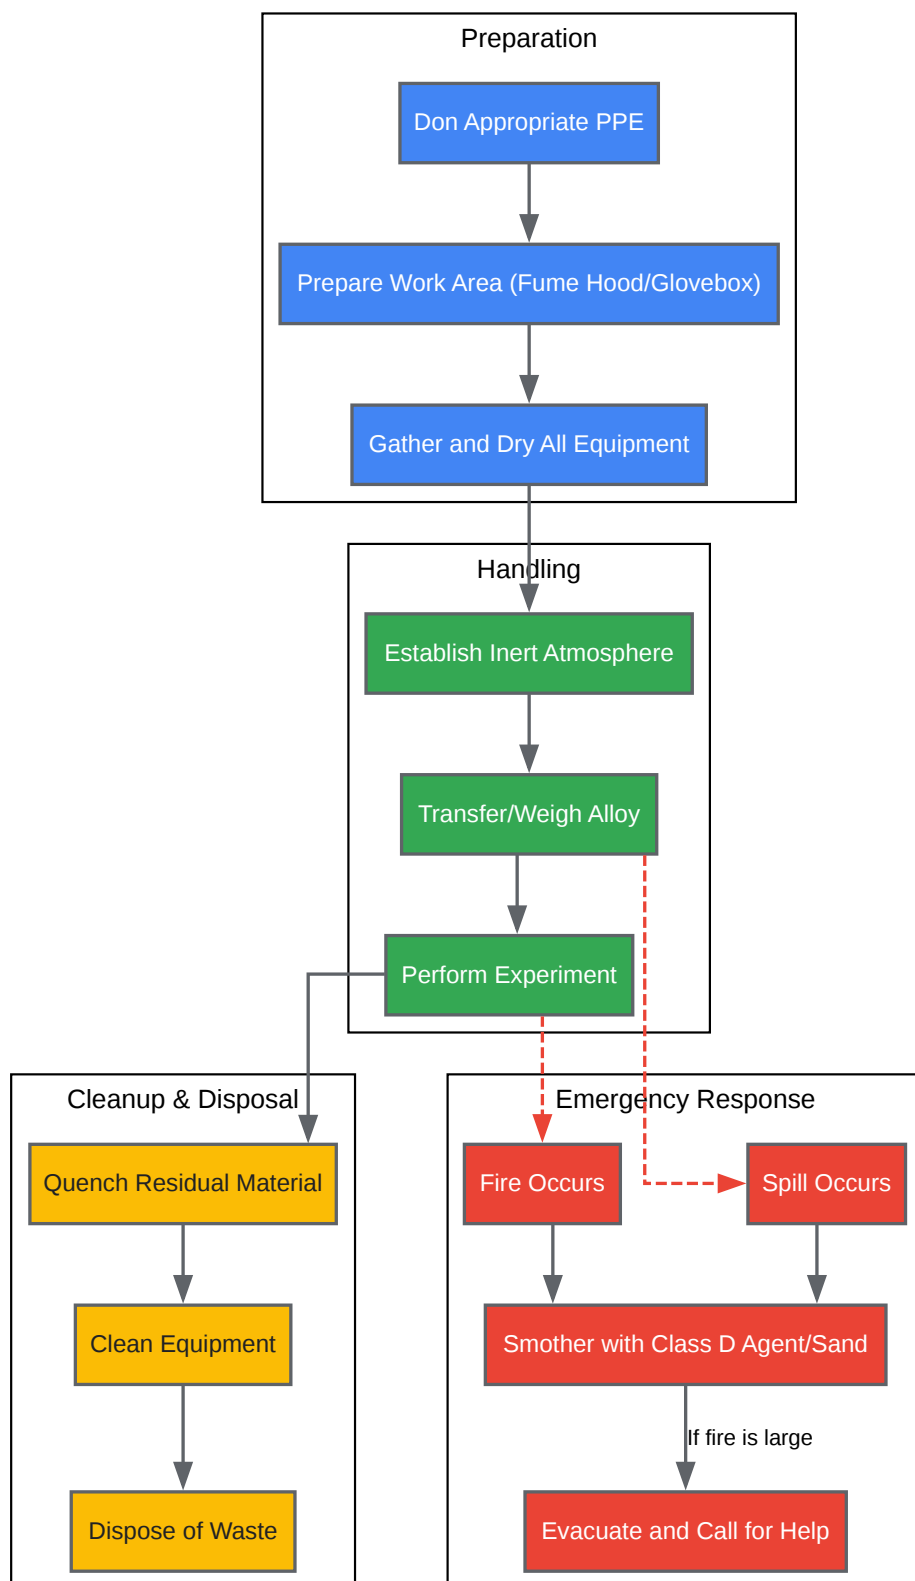 Preparation
Don Appropriate PPE
Prepare Work Area (Fume Hood/Glovebox)
Gather and Dry All Equipment
Handling
Establish Inert Atmosphere
Transfer/Weigh Alloy
Perform Experiment
Cleanup & Disposal
Quench Residual Material
Clean Equipment
Dispose of Waste
Emergency Response
Fire Occurs
Spill Occurs
Smother with Class D Agent/Sand
If fire is large
Evacuate and Call for Help